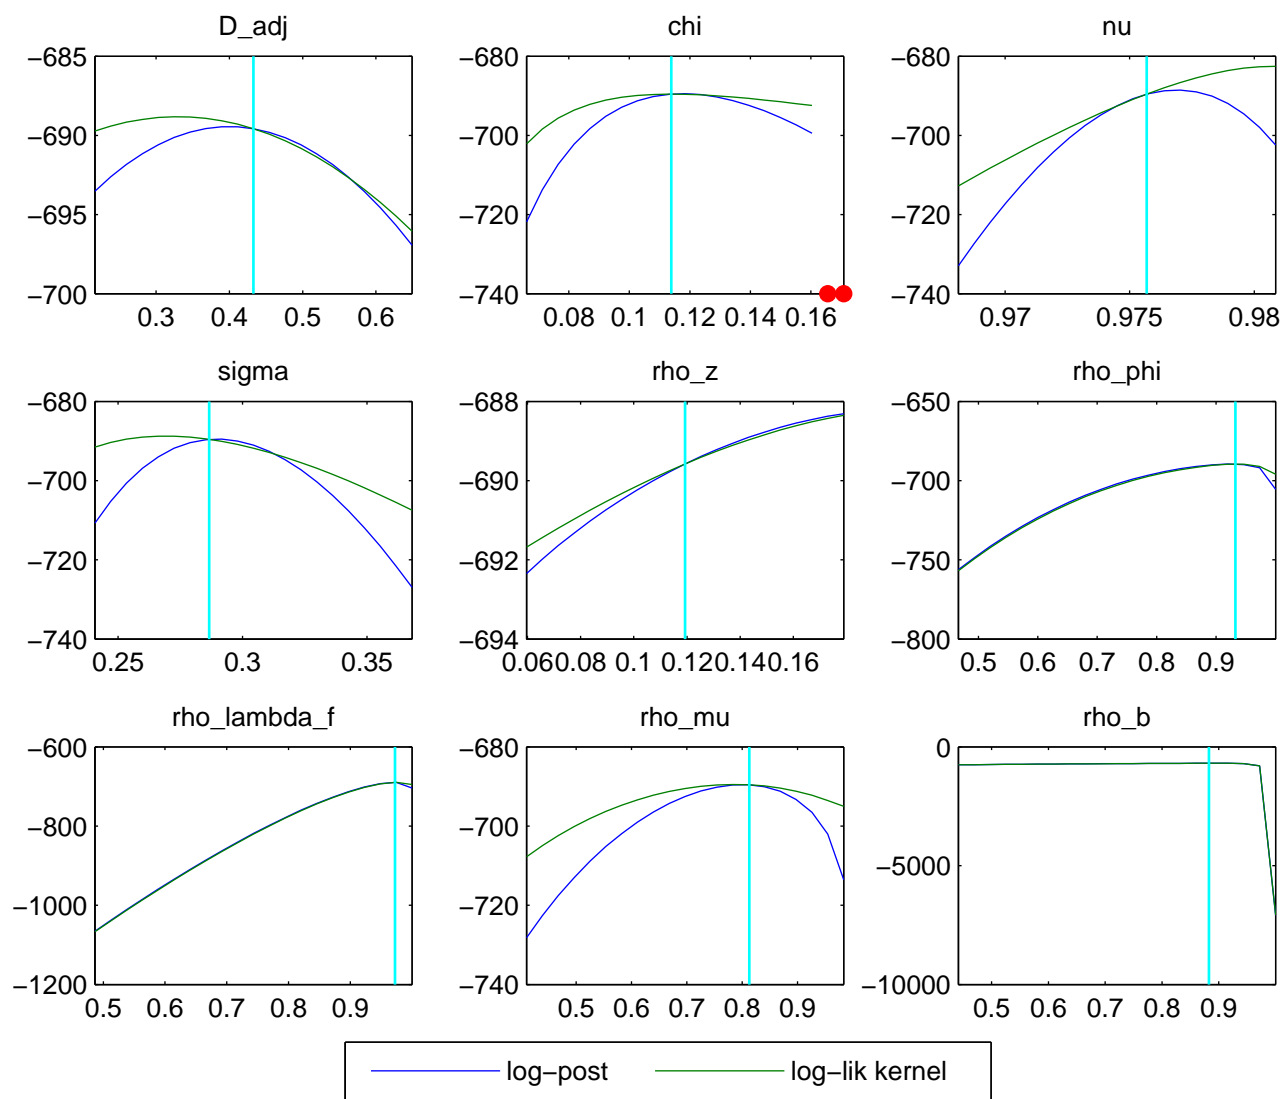 D_adj chi nu
−685 −680 −680
−690 −700 −700
−695 −720 −720
−700 −740 −740
0.3 0.4 0.5 0.6 0.08 0.1 0.12 0.14 0.16 0.97 0.975 0.98
sigma rho_z rho_phi
−680 −688 −650
−700 −690 −700
−720 −692 −750
−740 −694 −800
0.25 0.3 0.35 0.06 0.08 0.1 0.12 0.14 0.16 0.5 0.6 0.7 0.8 0.9
rho_lambda_f rho_mu rho_b
−600 −680 0
−800 −700
−5000
−1000 −720
−1200 −740 −10000
0.5 0.6 0.7 0.8 0.9 0.5 0.6 0.7 0.8 0.9 0.5 0.6 0.7 0.8 0.9
log−post log−lik kernel